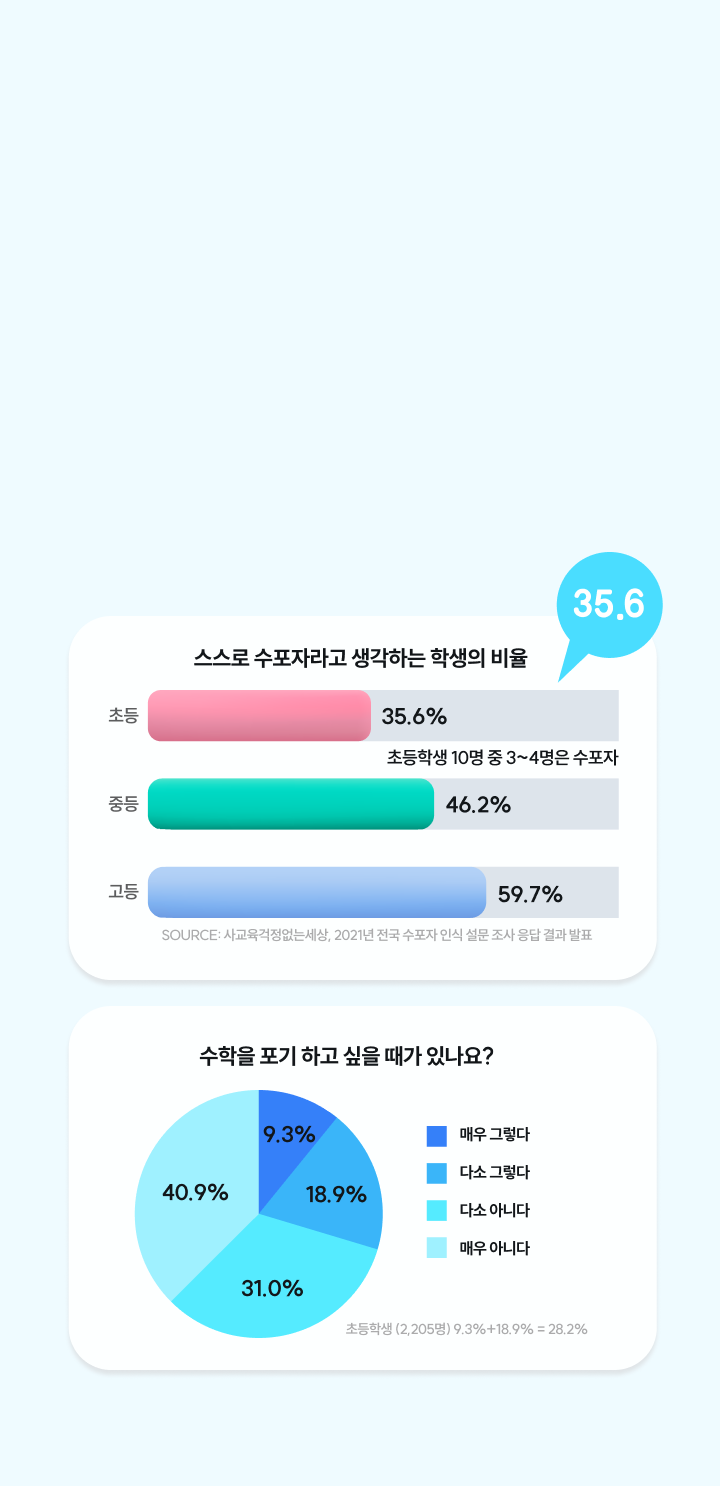 35.6
스스로 수포자라고 생각하는 학생의 비율
초등 35.6%
초등학생 10명 중 3~4명은 수포자
중등 46.2%
고등 59.7%
SOURCE: 사교육걱정없는세상, 2021년 전국 수포자 인식 설문 조사 응답 결과 발표
수학을 포기 하고 싶을 때가 있나요?
9.3%
18.9%
40.9%
31.0%
매우 그렇다
다소 그렇다
다소 아니다
매우 아니다
초등학생 (2,205명) 9.3%+18.9% = 28.2%